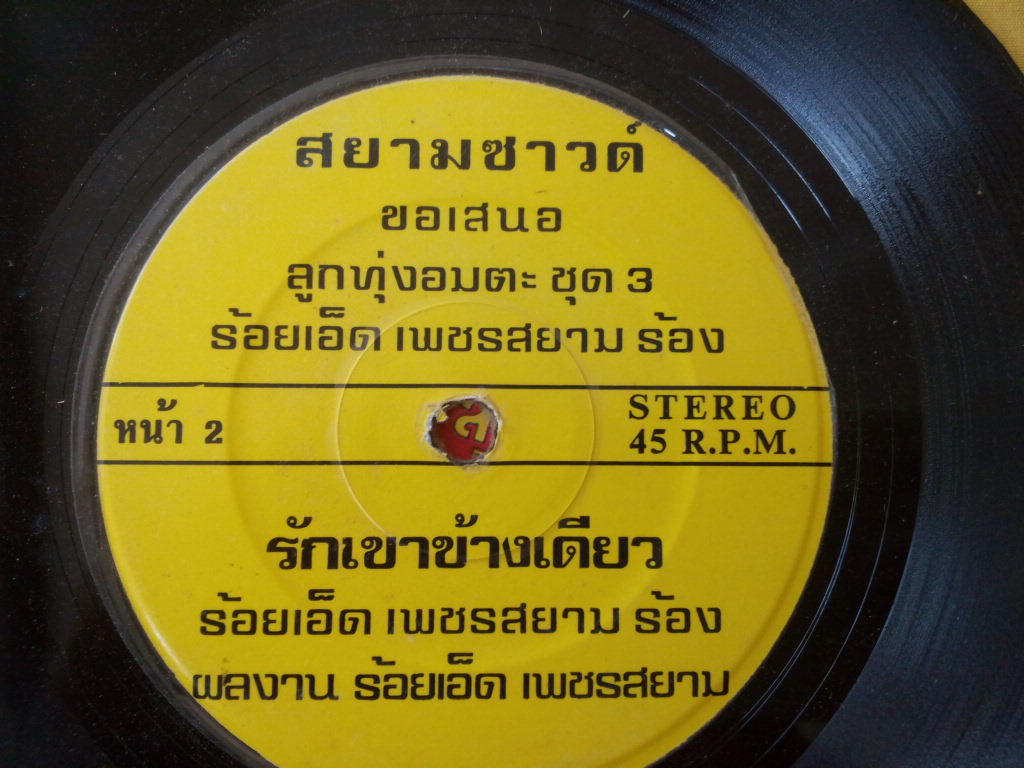 สยามซาวด์
ขอเสนอ
ลูกทุ่งอมตะ ชุด 3
ร้อยเอ็ด เพชรสยาม ร้อง
หน้า 2
STEREO
45 R.P.M.
รักเขาข้างเดียว
ร้อยเอ็ด เพชรสยาม ร้อง
ผลงาน ร้อยเอ็ด เพชรสยาม